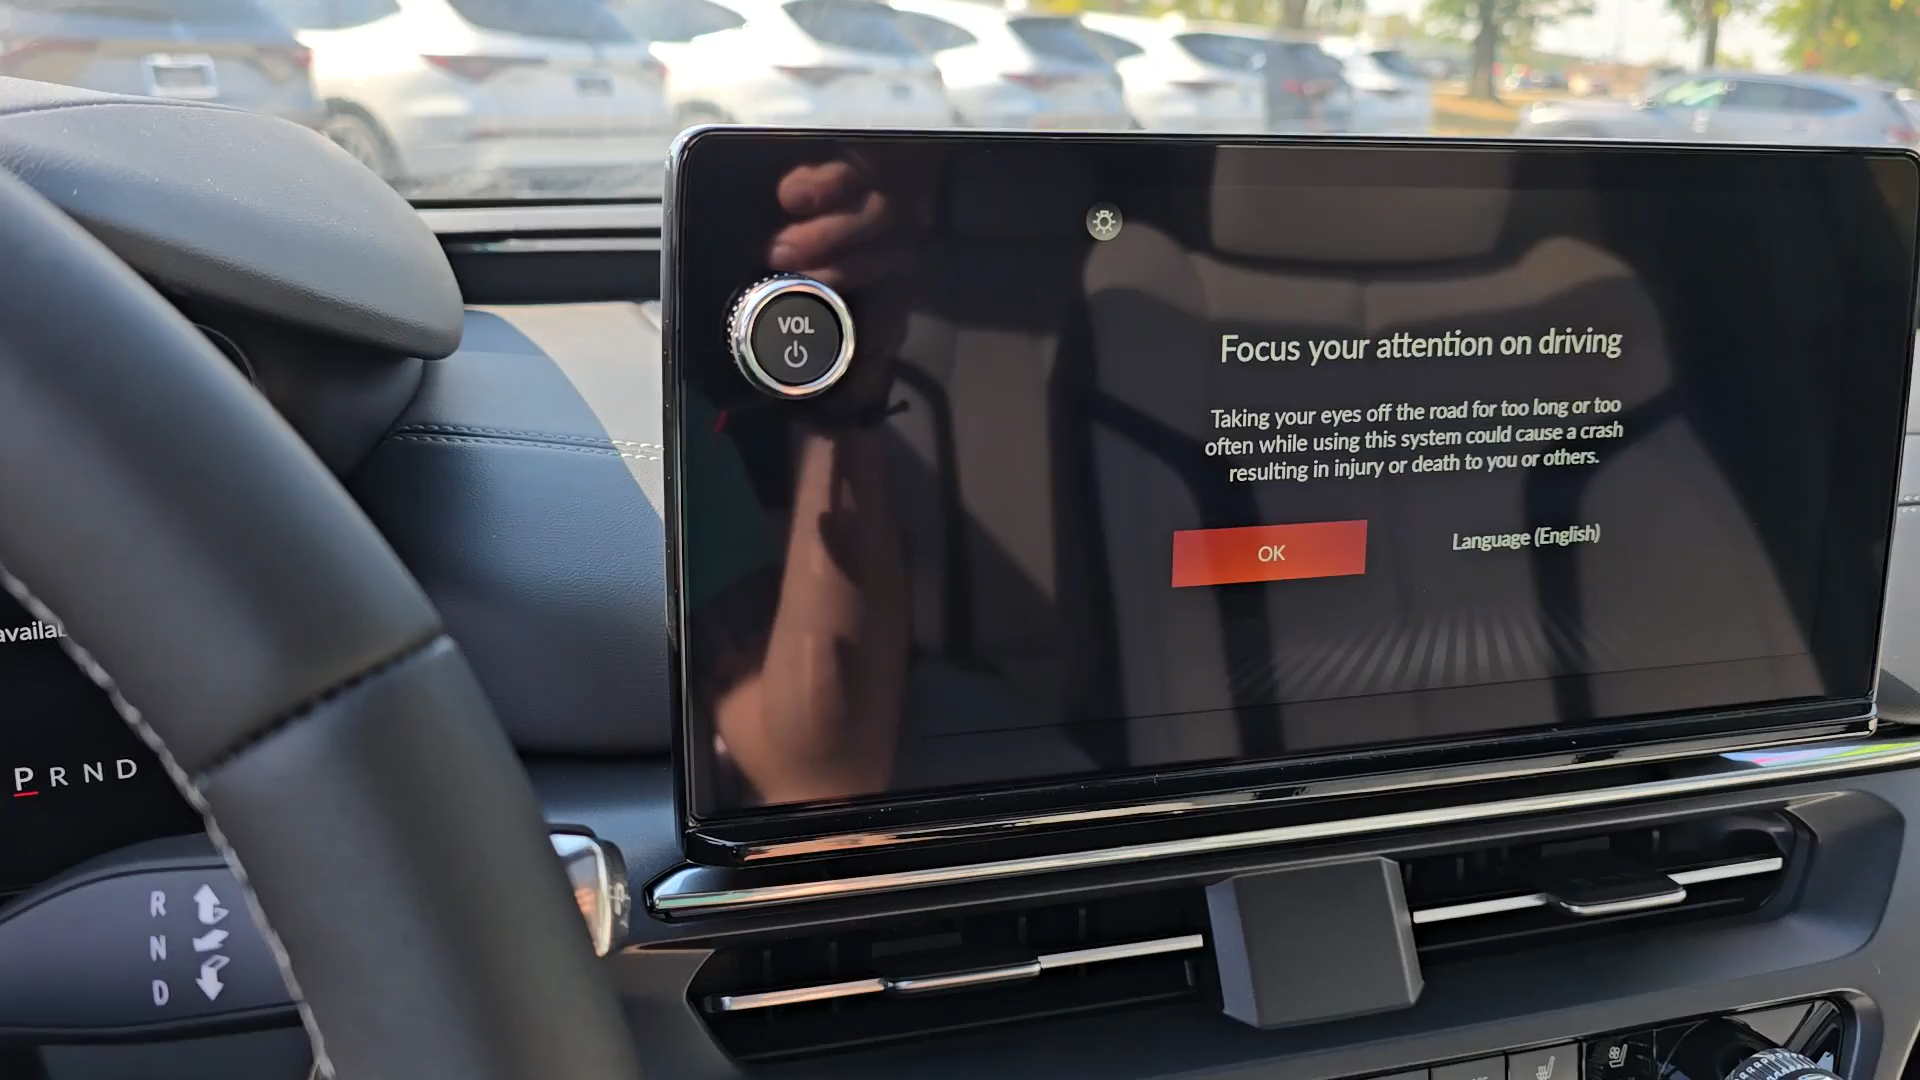 VOL
Focus your attention on driving
Taking your eyes off the road for too long or too
often while using this system could cause a crash
resulting in injury or death to you or others.
OK
Language (English)
P R N D
R
N
D